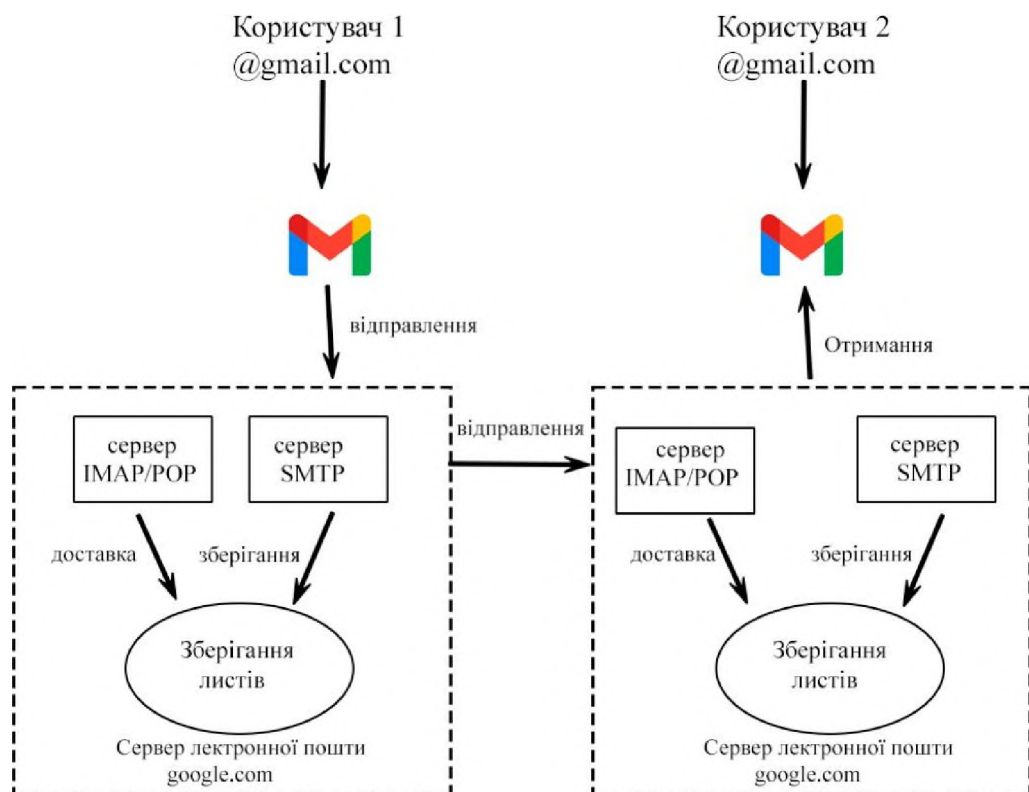 Користувач 1
@gmail.com
Користувач 2
@gmail.com
відправлення
Отримання
сервер
IMAP/POP
сервер
SMTP
відправлення
сервер
IMAP/POP
сервер
SMTP
доставка
зберігання
доставка
зберігання
Зберігання
листів
Зберігання
листів
Сервер лектронної пошти
google.com
Сервер лектронної пошти
google.com